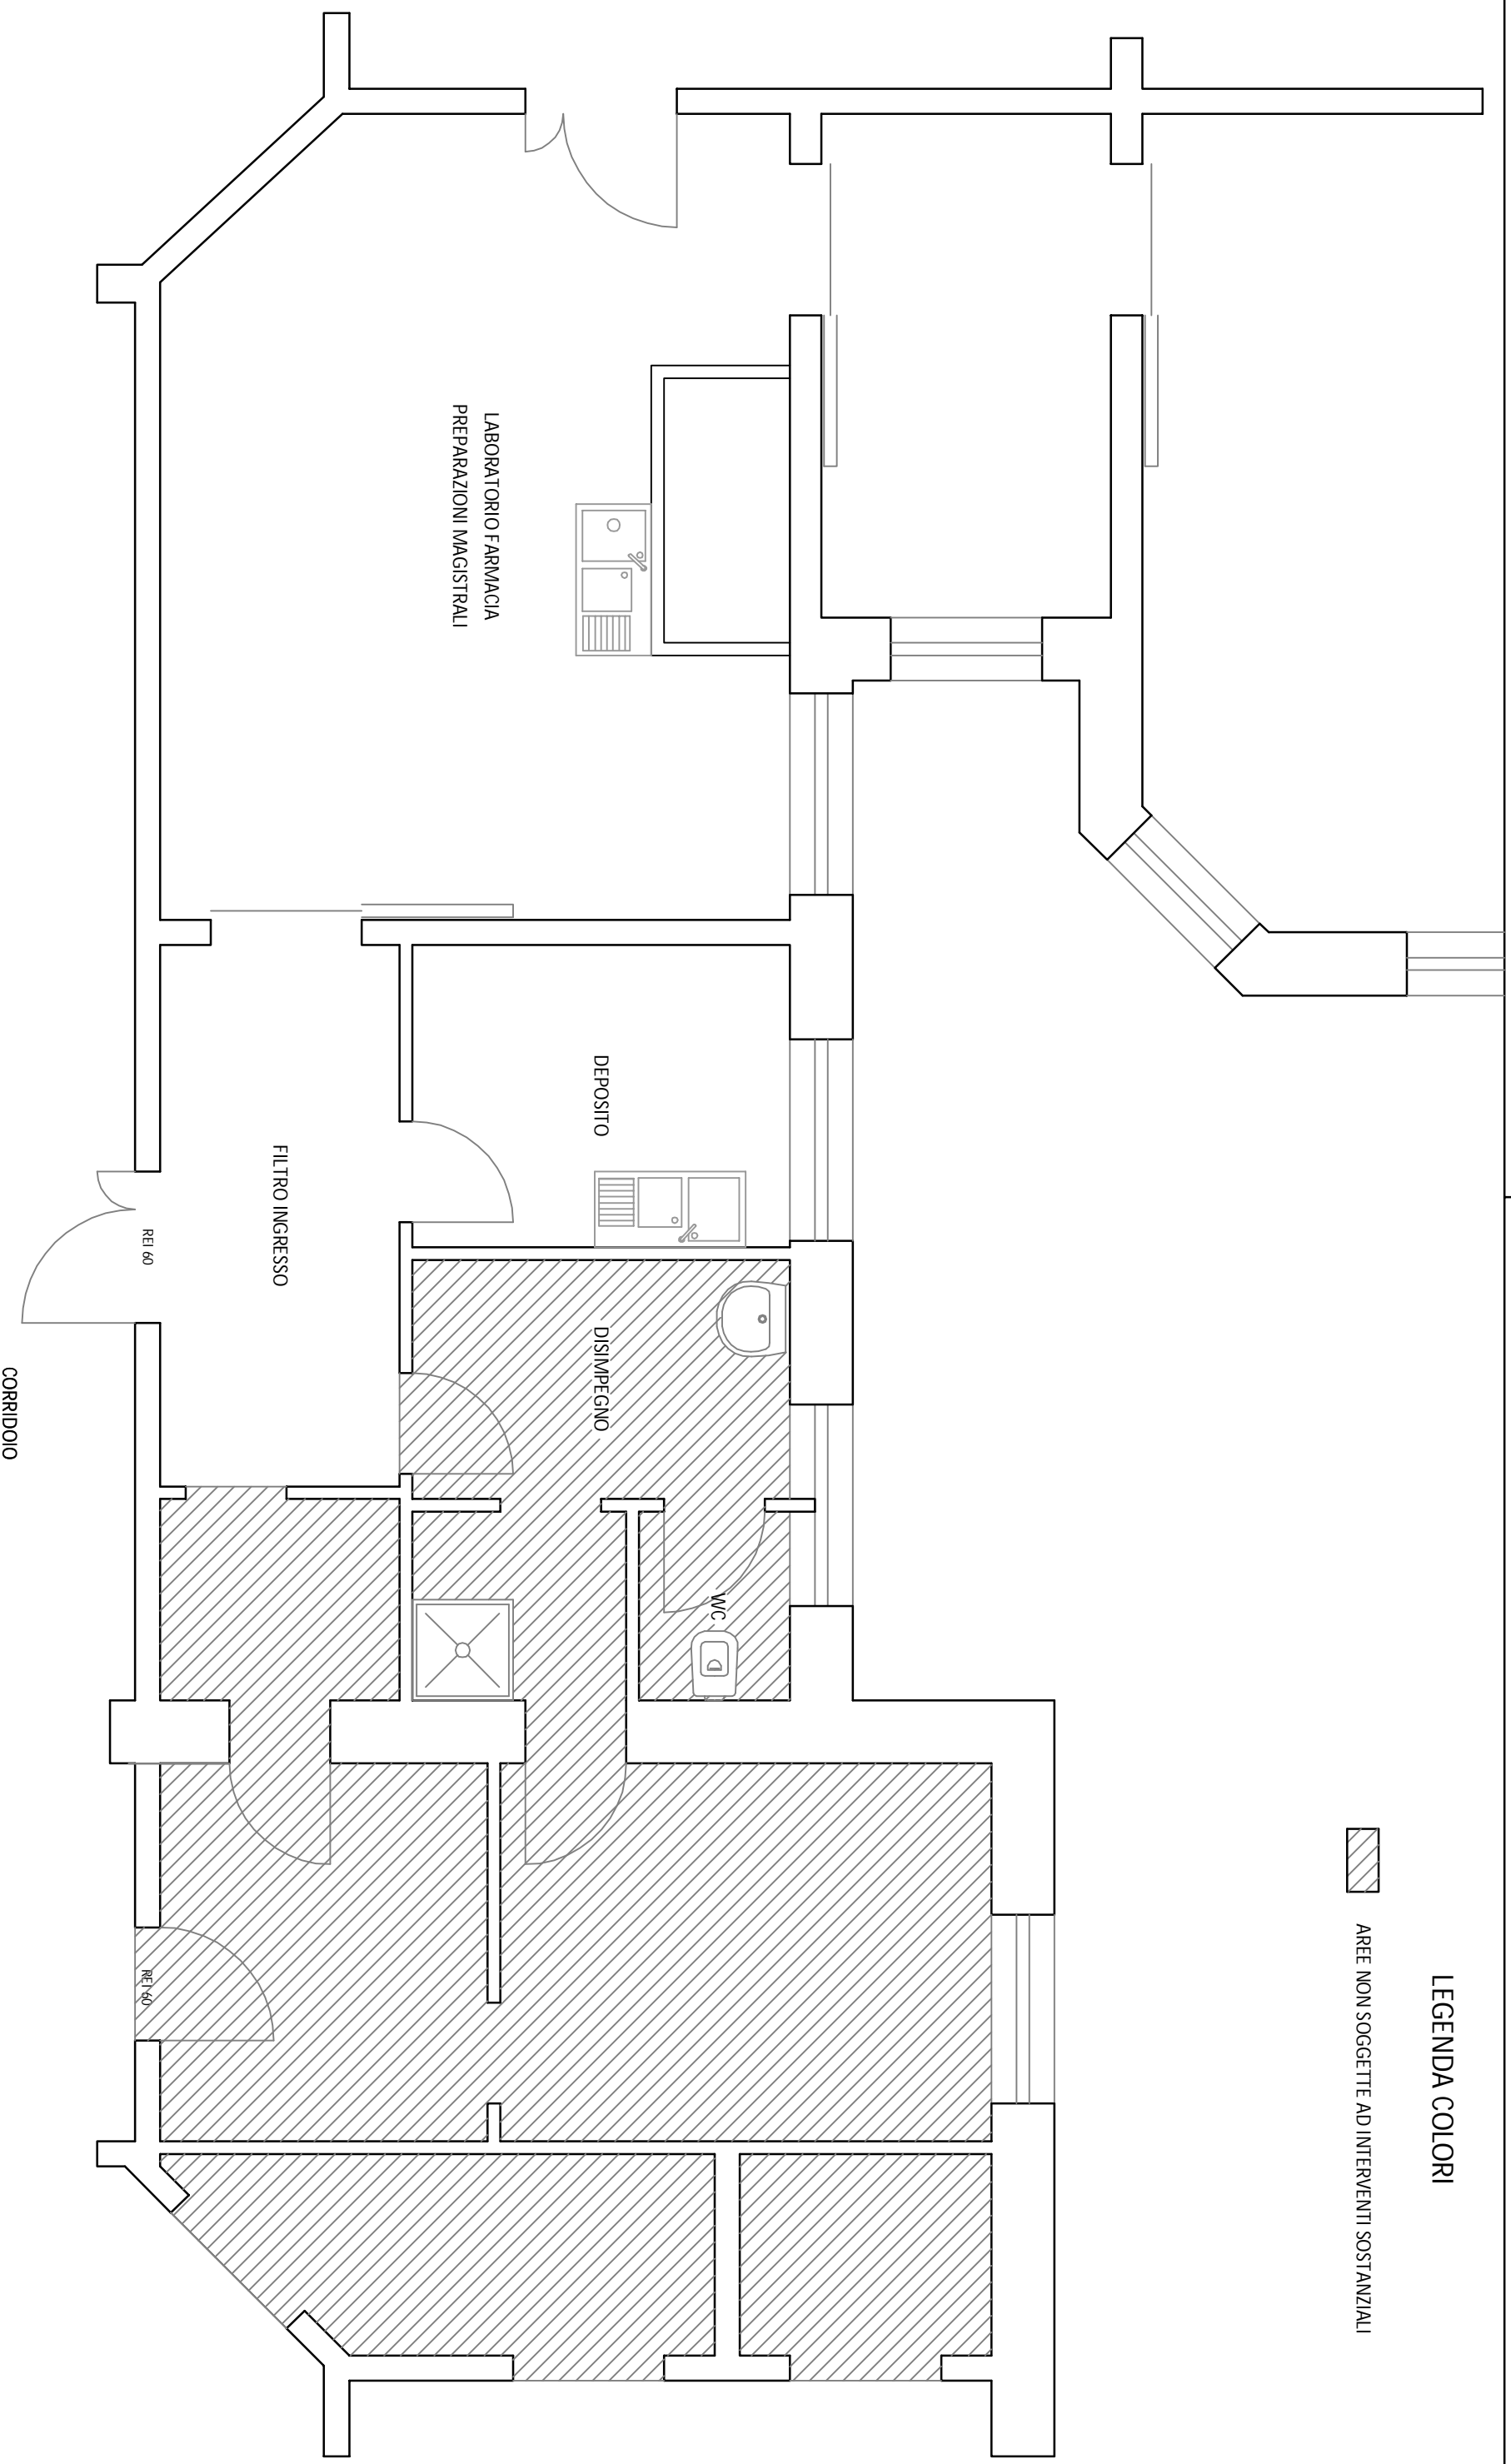 LEGENDA COLORI
AREE NON SOGGETTE AD INTERVENTI SOSTANZIALI
LABORATORIO FARMACIA
PREPARAZIONI MAGISTRALI
DEPOSITO
DISIMPEGNO
WC
FILTRO INGRESSO
REI 60
REI 60
CORRIDOIO